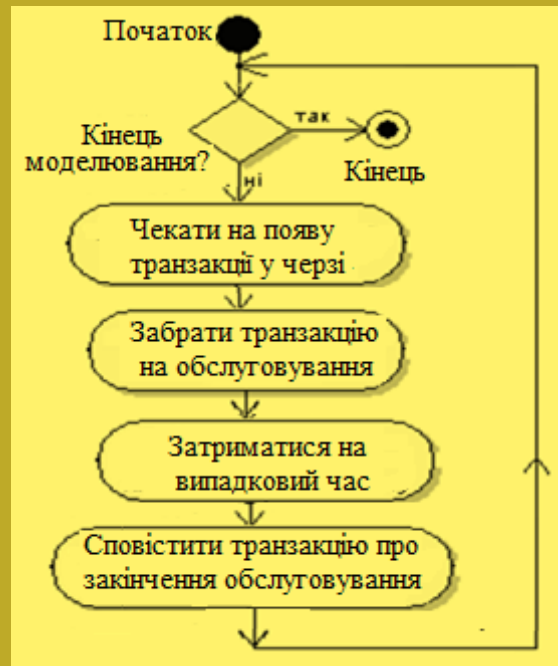 Початок
так
Кінець
моделювання?
Кінець
ні
Чекати на появу
транзакції у черзі
Забрати транзакцію
на обслуговування
Затриматися на
випадковий час
Сповістити транзакцію про
закінчення обслуговування